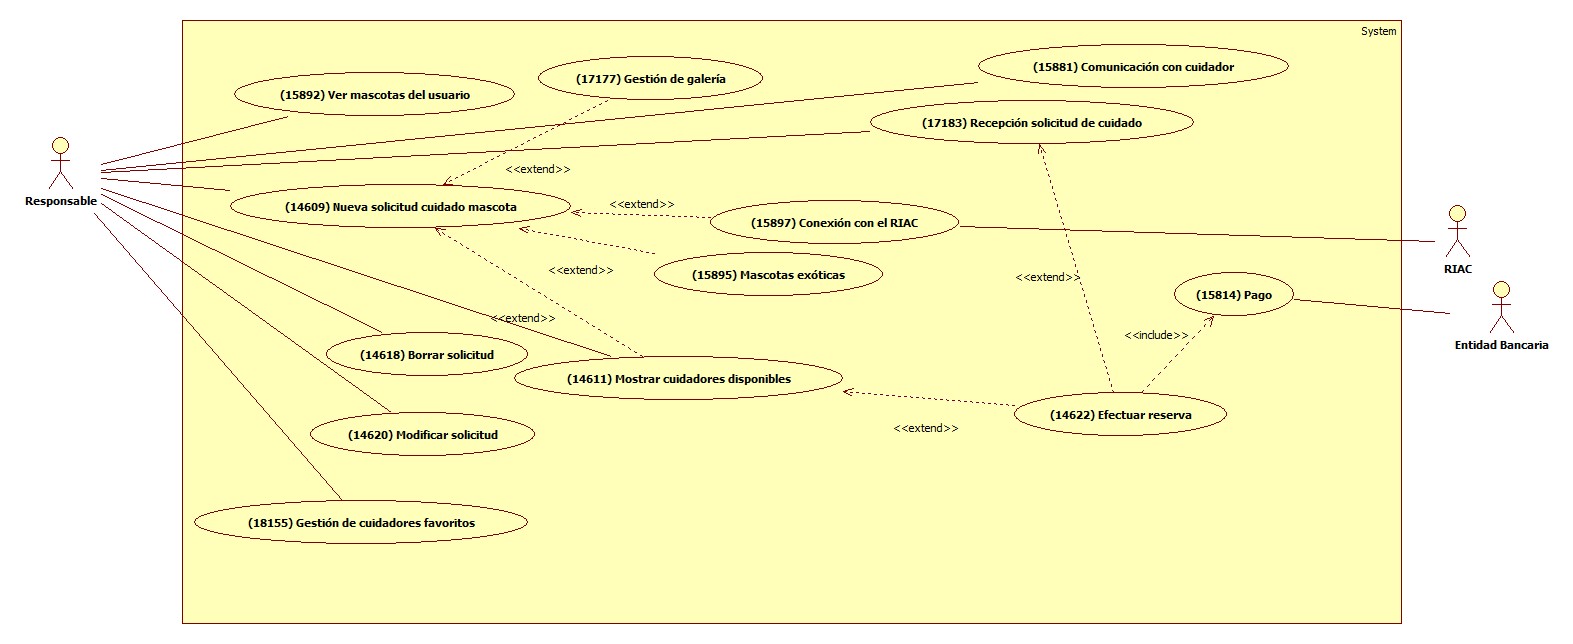 System
(15881) Comunicación con cuidador
(17177) Gestión de galería
(15892) Ver mascotas del usuario
(17183) Recepción solicitud de cuidado
<<extend>>
Responsable
<<extend>>
(14609) Nueva solicitud cuidado mascota
(15897) Conexión con el RIAC
RIAC
<<extend>>
(15895) Mascotas exóticas
<<extend>>
(15814) Pago
<<extend>>
<<include>>
Entidad Bancaria
(14618) Borrar solicitud
(14611) Mostrar cuidadores disponibles
(14622) Efectuar reserva
<<extend>>
(14620) Modificar solicitud
(18155) Gestión de cuidadores favoritos